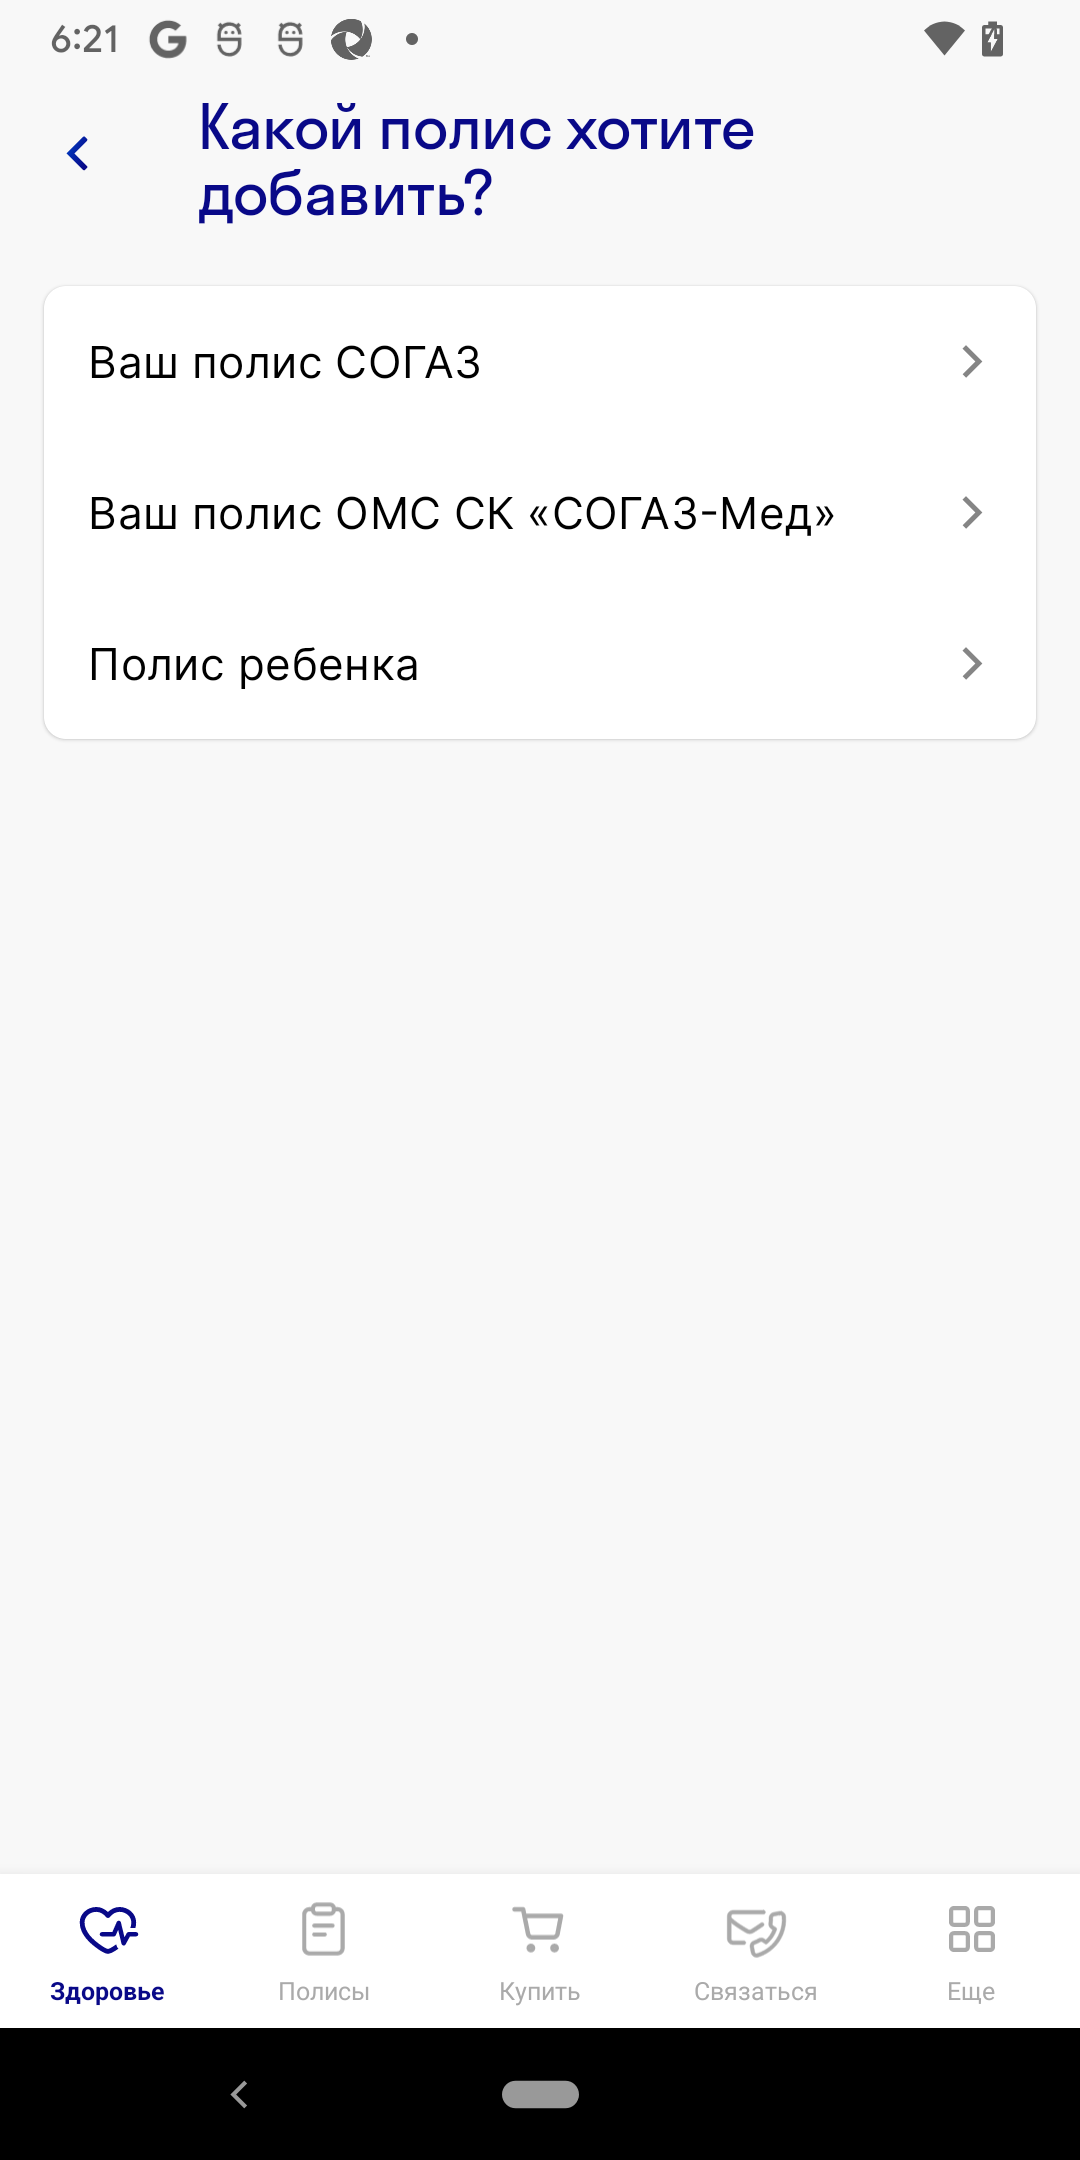 6:21
Какой полис хотите
добавить?
Ваш полис СОГАЗ
Ваш полис ОМС СК «СОГАЗ-Мед»
Полис ребенка
Здоровье
Полисы
Купить
Связаться
Еще